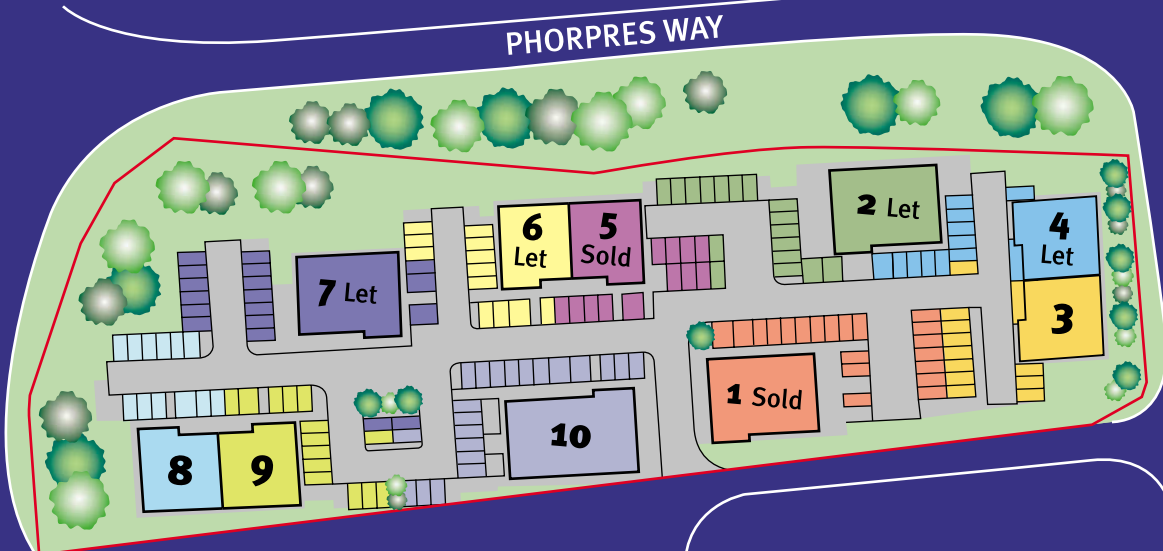 PHORPRES WAY
6
Let
5
Sold
2 Let
4
Let
7 Let
3
1 Sold
10
8
9